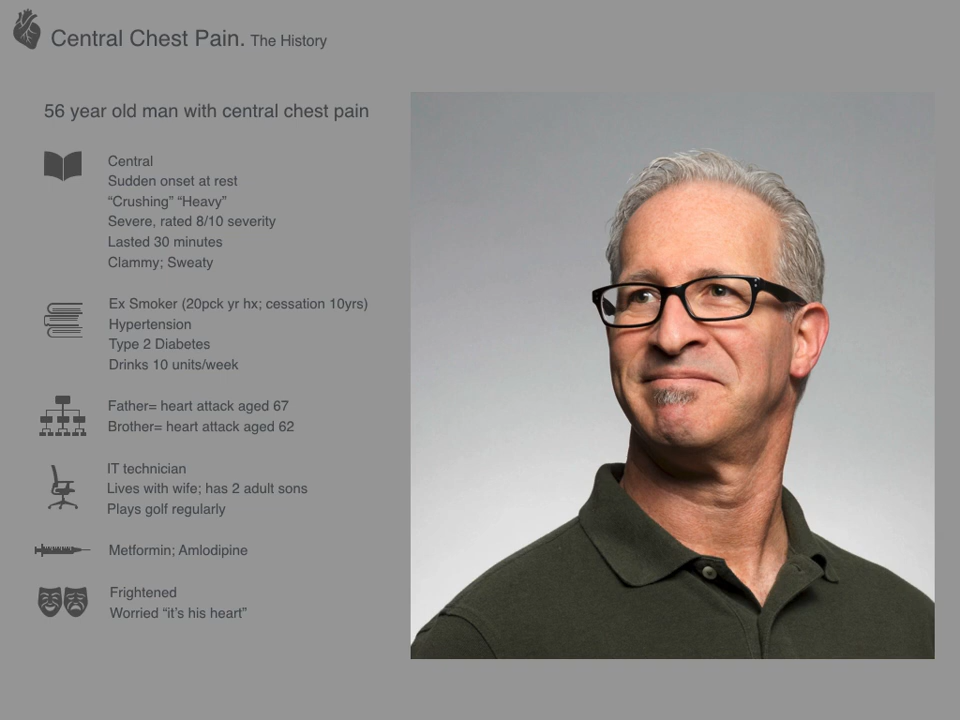 Central Chest Pain. The History
56 year old man with central chest pain
Central
Sudden onset at rest
“Crushing” “Heavy”
Severe, rated 8/10 severity
Lasted 30 minutes
Clammy; Sweaty
Ex Smoker (20pck yr hx; cessation 10yrs)
Hypertension
Type 2 Diabetes
Drinks 10 units/week
Father= heart attack aged 67
Brother= heart attack aged 62
IT technician
Lives with wife; has 2 adult sons
Plays golf regularly
Metformin; Amlodipine
Frightened
Worried “it’s his heart”